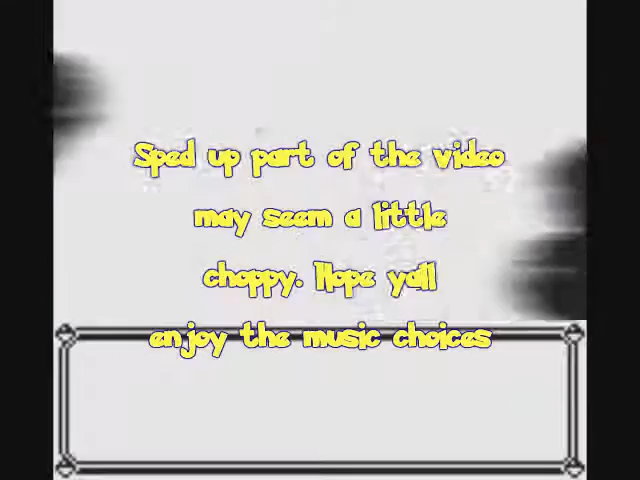 Sped up part of the video
may seem a little
choppy. Hope yall
enjoy the music choices